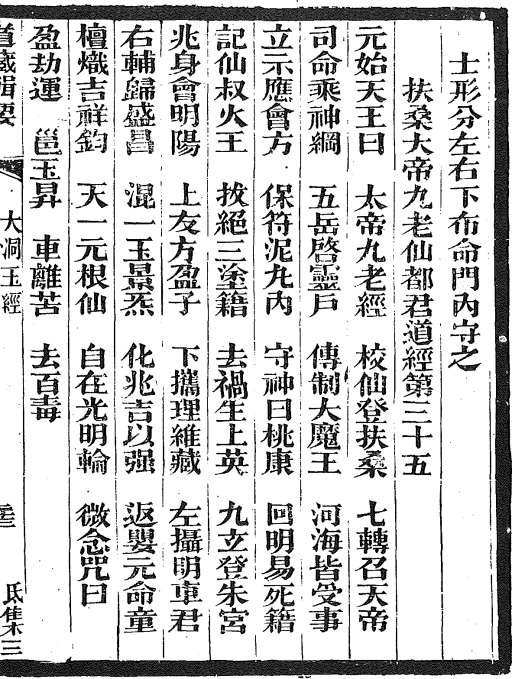 士形分左右下布命門內守之
扶桑大帝九老仙都君道經第三十五
元始天王曰 太帝九老經 校仙登扶桑 七轉召天帝
司命乘神綱 五岳啓靈戶 傳制大魔王 河海皆受事
立示應會方 保符泥丸內 守神曰桃康 回明易死籍
記仙叔火王 拔絕三塗籍 去禍生上英 九立登朱宮
兆身會明陽 上友方盈子 下攜理維藏 左攝明車君
右輔歸盛昌 混一玉景炁 化兆吉以强 返嬰元命童
檀熾吉祥鈞 天一元根仙 自在光明輪 微念咒曰
盈劫運 邕玉昇 車離苦 去百毒
道藏輯要 大洞玉經 氐集三